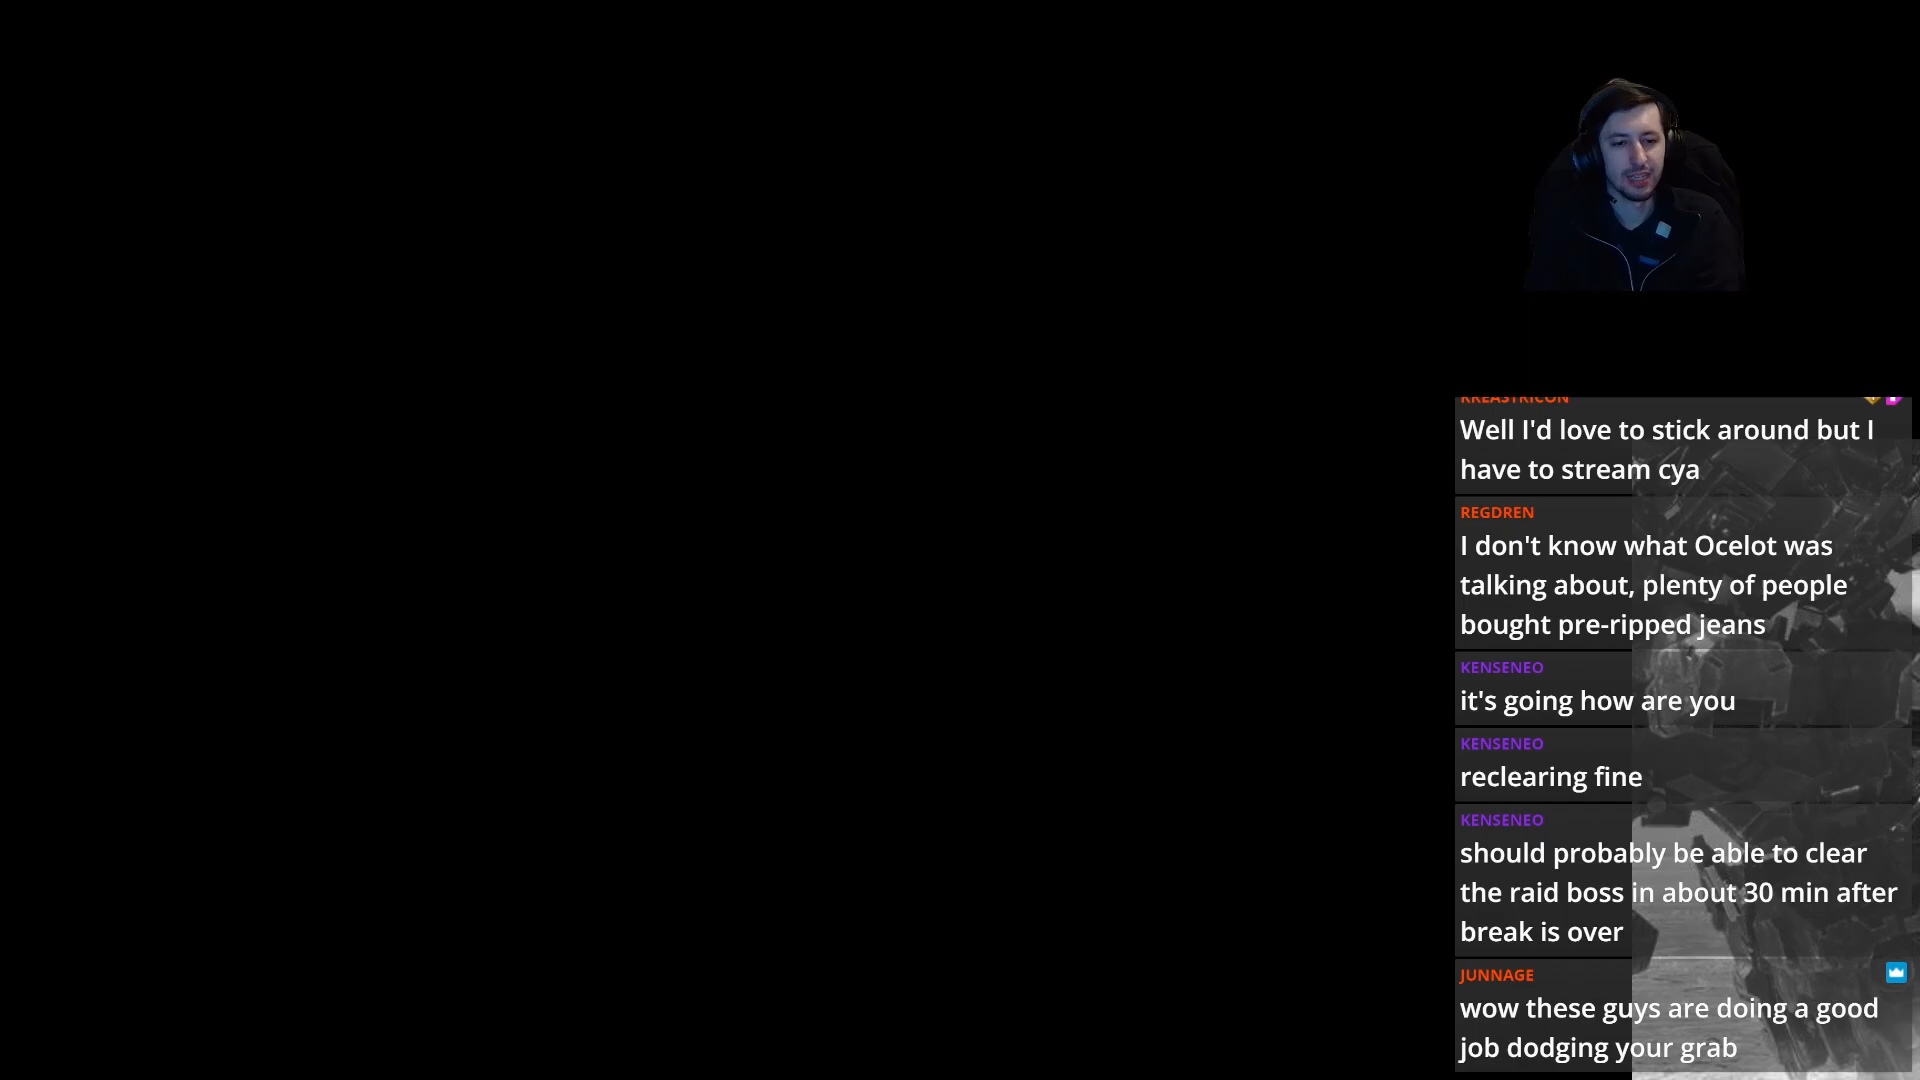 KREASTRICON
Well I'd love to stick around but I
have to stream cya
REGDREN
I don't know what Ocelot was
talking about, plenty of people
bought pre-ripped jeans
KENSENEO
it's going how are you
KENSENEO
reclearing fine
KENSENEO
should probably be able to clear
the raid boss in about 30 min after
break is over
JUNNAGE
wow these guys are doing a good
job dodging your grab